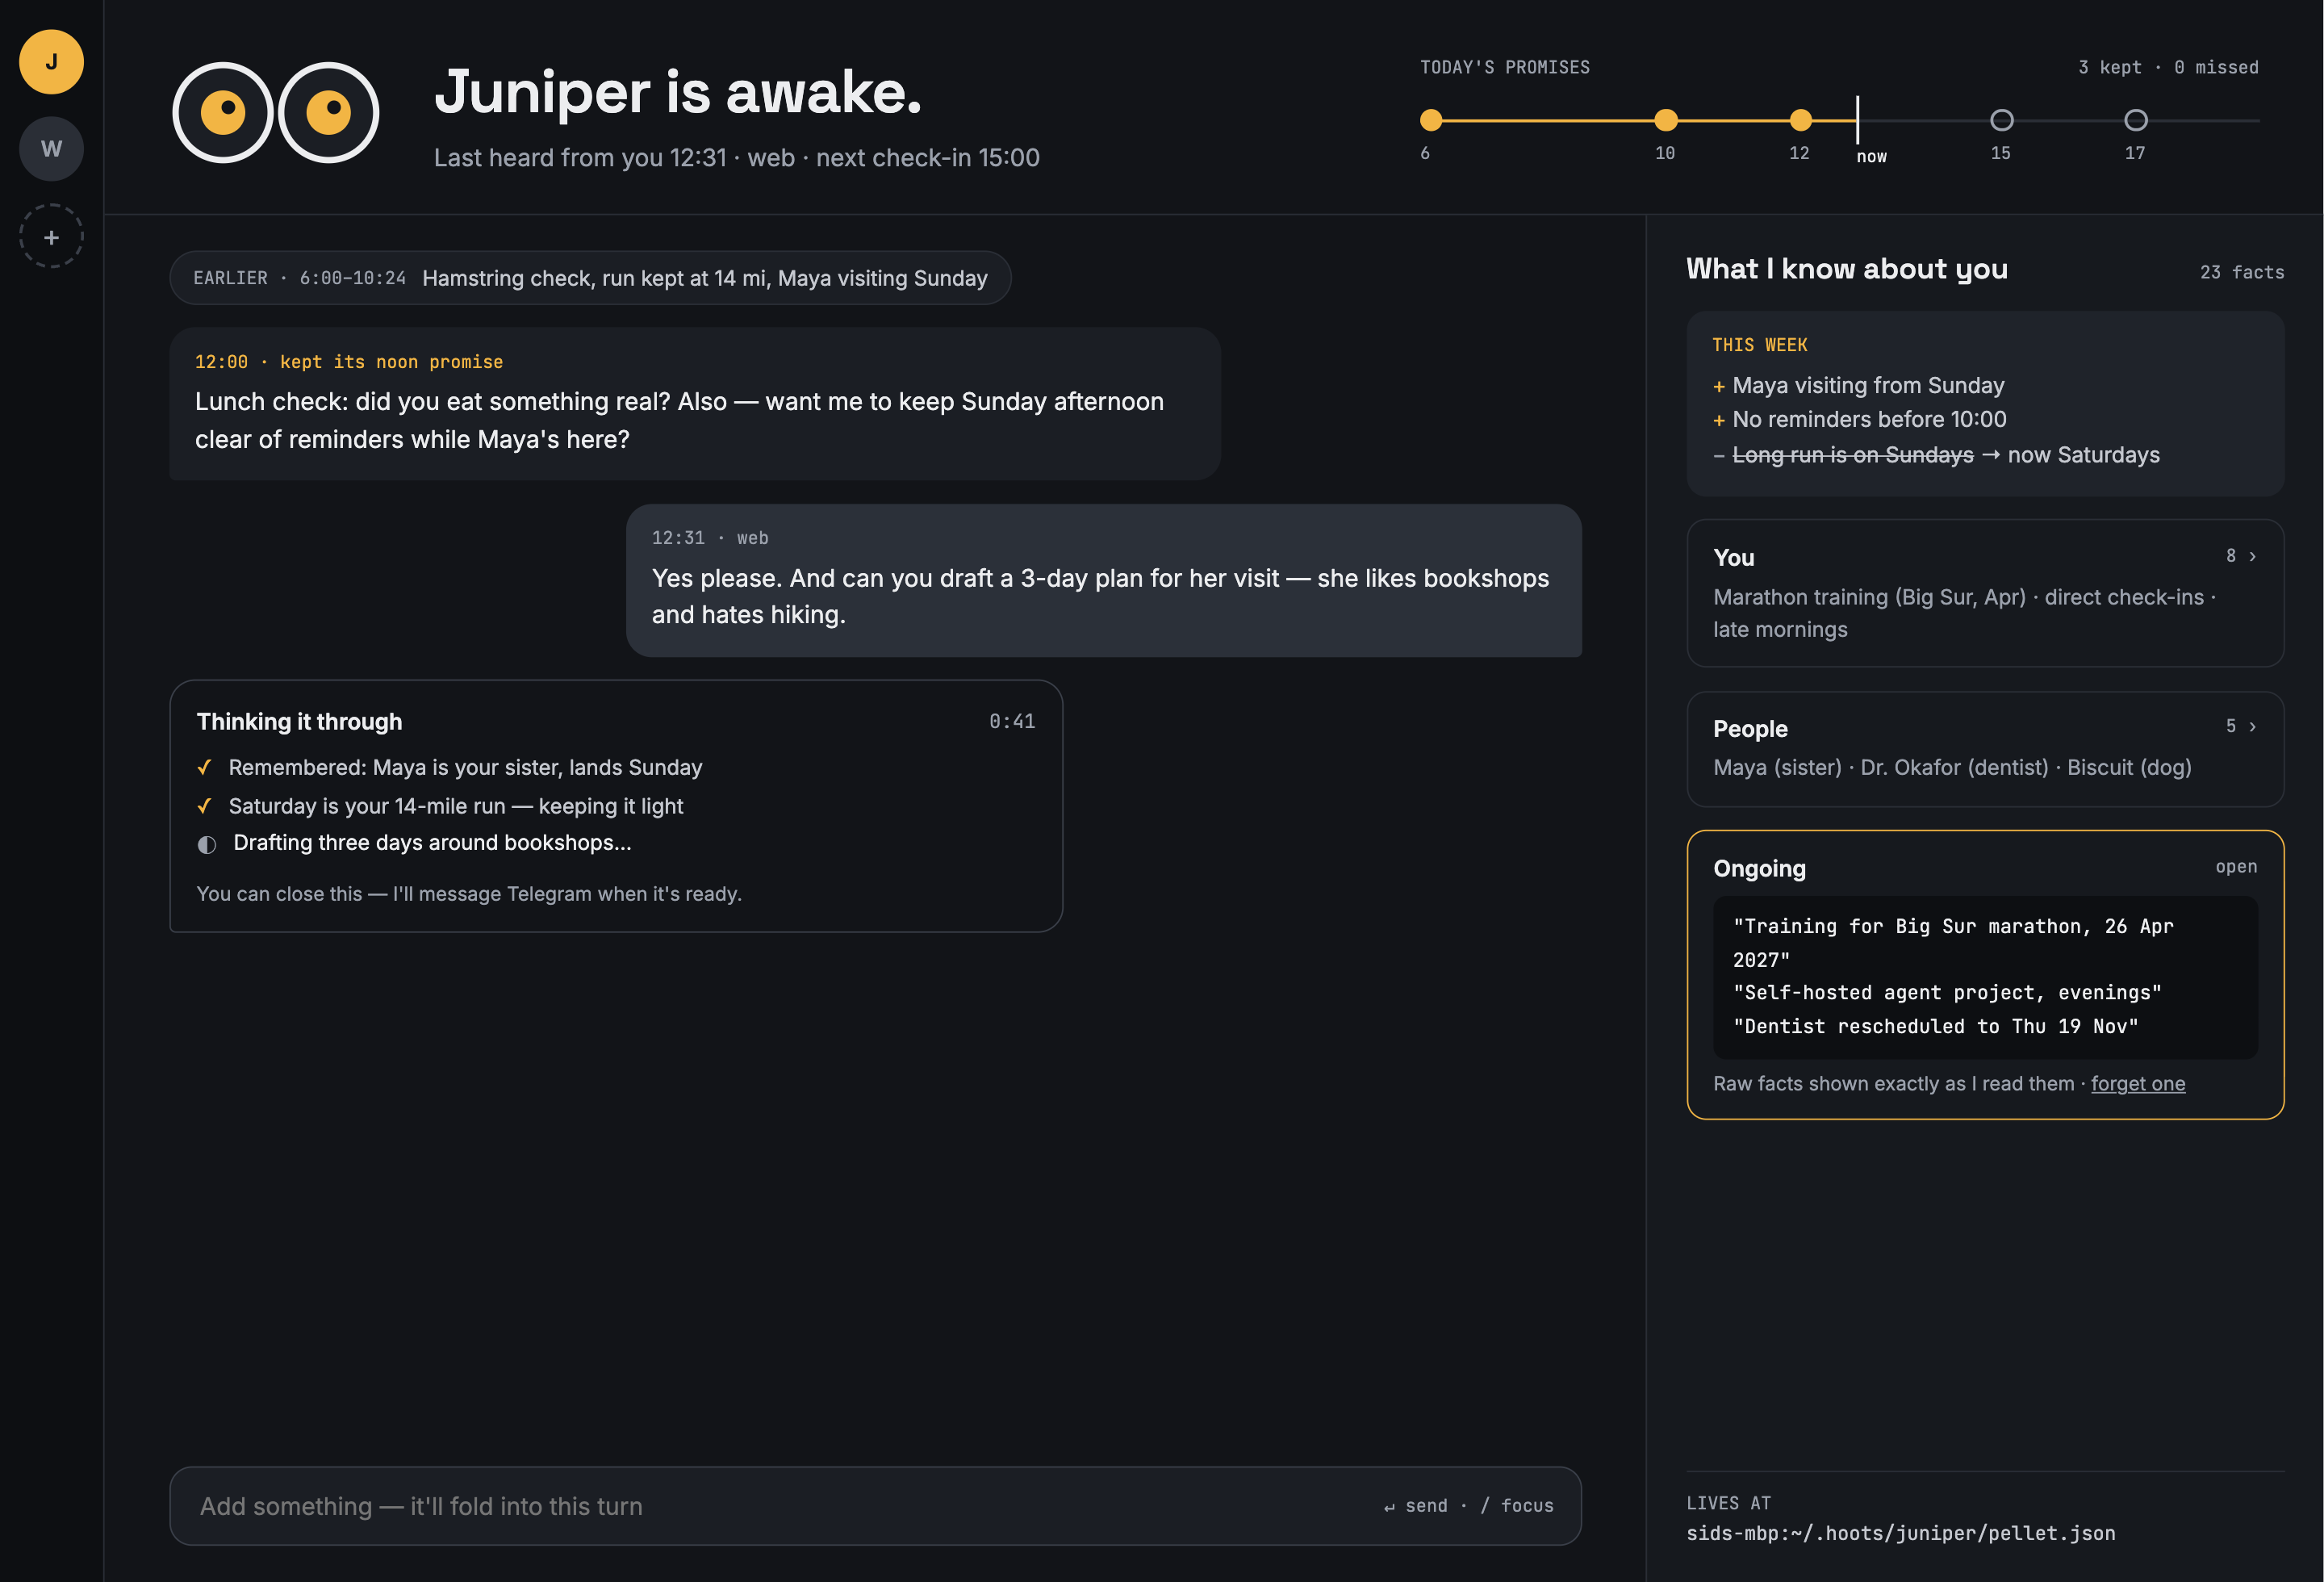 J
W
+
Juniper is awake.
Last heard from you 12:31 · web · next check-in 15:00
TODAY'S PROMISES
3 kept · 0 missed
6
10
12
now
15
17
EARLIER · 6:00–10:24 Hamstring check, run kept at 14 mi, Maya visiting Sunday
12:00 · kept its noon promise
Lunch check: did you eat something real? Also — want me to keep Sunday afternoon
clear of reminders while Maya's here?
12:31 · web
Yes please. And can you draft a 3-day plan for her visit — she likes bookshops
and hates hiking.
Thinking it through
0:41
✓ Remembered: Maya is your sister, lands Sunday
✓ Saturday is your 14-mile run — keeping it light
◐ Drafting three days around bookshops…
You can close this — I'll message Telegram when it's ready.
Add something — it'll fold into this turn
↵ send · / focus
What I know about you
23 facts
THIS WEEK
+ Maya visiting from Sunday
+ No reminders before 10:00
– Long run is on Sundays → now Saturdays
You
8 ›
Marathon training (Big Sur, Apr) · direct check-ins ·
late mornings
People
5 ›
Maya (sister) · Dr. Okafor (dentist) · Biscuit (dog)
Ongoing
open
"Training for Big Sur marathon, 26 Apr
2027"
"Self-hosted agent project, evenings"
"Dentist rescheduled to Thu 19 Nov"
Raw facts shown exactly as I read them · forget one
LIVES AT
sids-mbp:~/.hoots/juniper/pellet.json